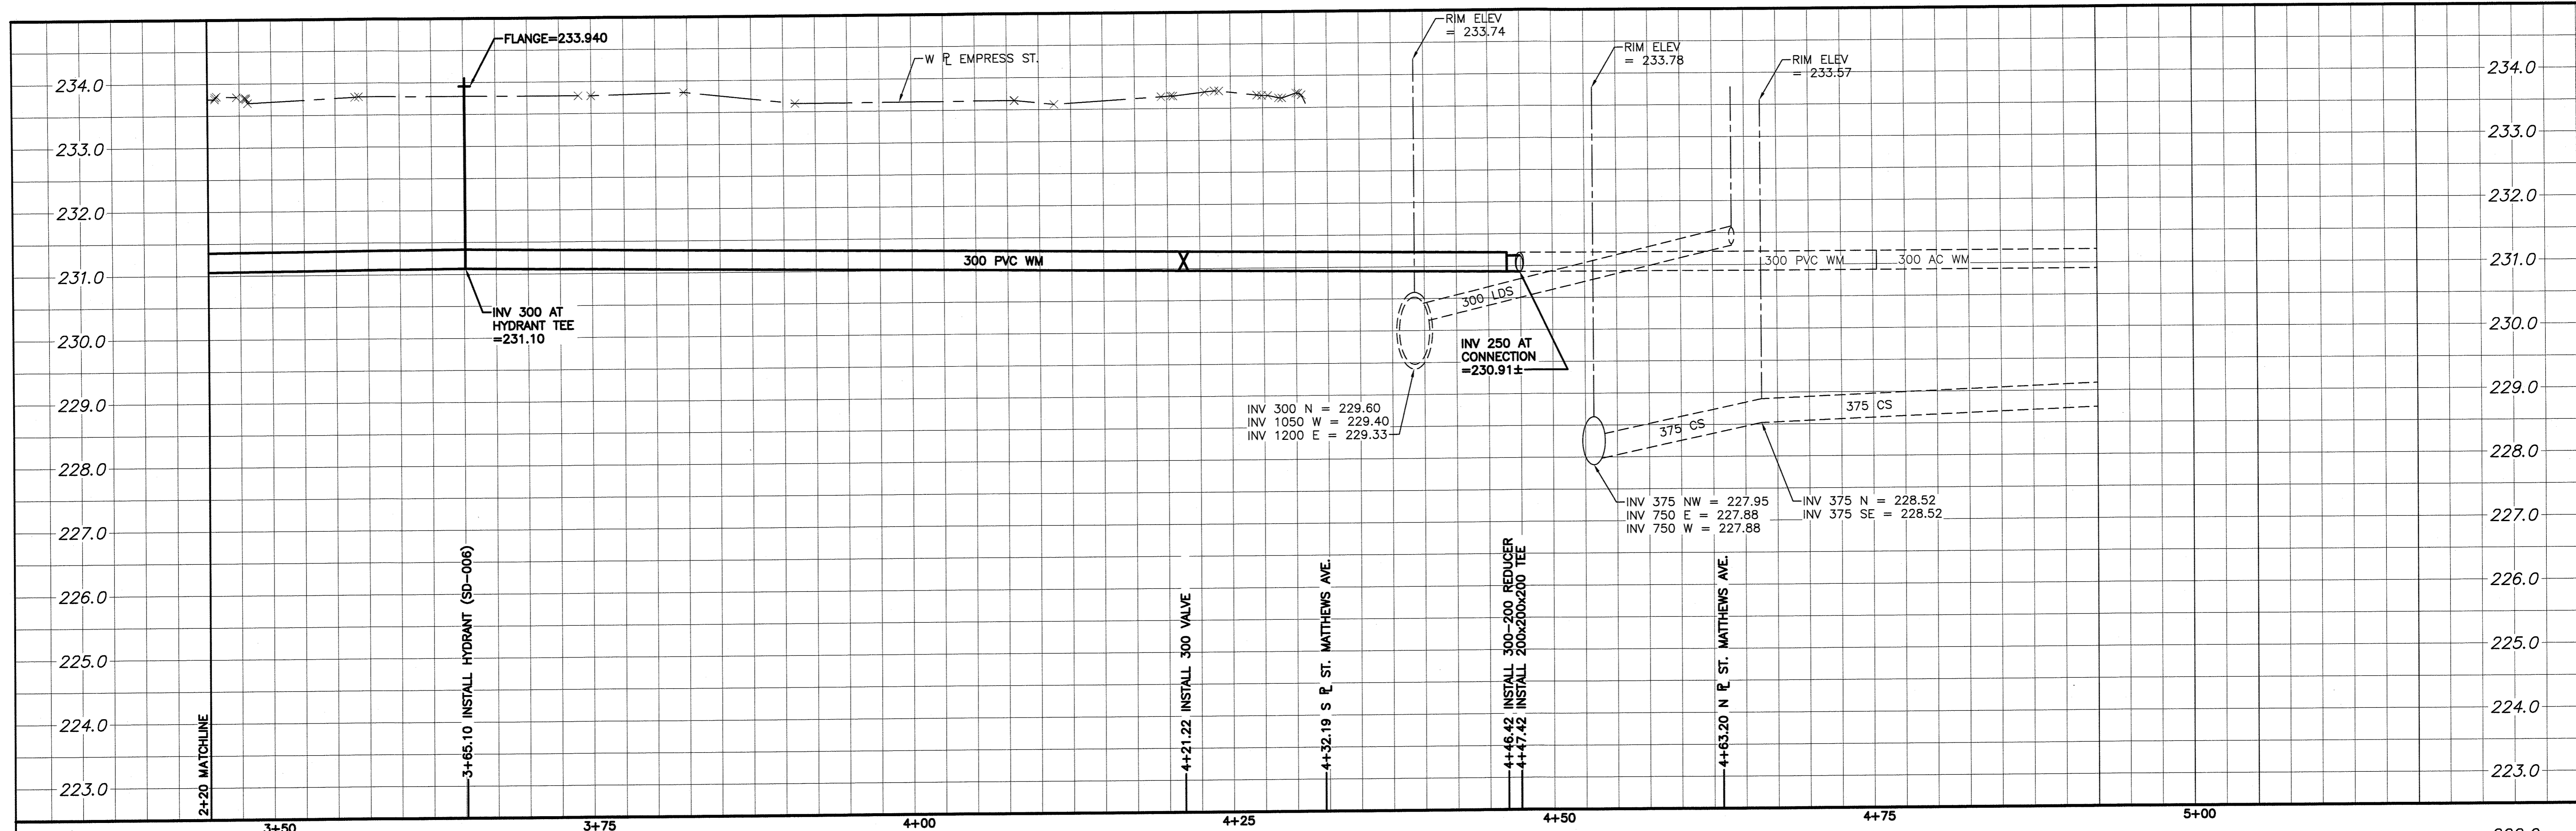 FLANGE=233.940
W ℄ EMPRESS ST.
RIM ELEV
= 233.74
RIM ELEV
= 233.78
RIM ELEV
= 233.57
234.0
233.0
232.0
231.0
230.0
229.0
228.0
227.0
226.0
225.0
224.0
223.0
234.0
233.0
232.0
231.0
230.0
229.0
228.0
227.0
226.0
225.0
224.0
223.0
300 PVC WM
X
300 PVC WM
300 AC WM
300 LDS
INV 300 AT
HYDRANT TEE
=231.10
INV 250 AT
CONNECTION
=230.91±
INV 300 N = 229.60
INV 1050 W = 229.40
INV 1200 E = 229.33
375 CS
375 CS
INV 375 NW = 227.95
INV 750 E = 227.88
INV 750 W = 227.88
INV 375 N = 228.52
INV 375 SE = 228.52
2+20 MATCHLINE
3+65.10 INSTALL HYDRANT (SD-006)
4+21.22 INSTALL 300 VALVE
4+32.19 S ℄ ST. MATTHEWS AVE.
4+46.42 INSTALL 300-200 REDUCER
4+47.42 INSTALL 200x200x200 TEE
4+63.20 N ℄ ST. MATTHEWS AVE.
3+50
3+75
4+00
4+25
4+50
4+75
5+00